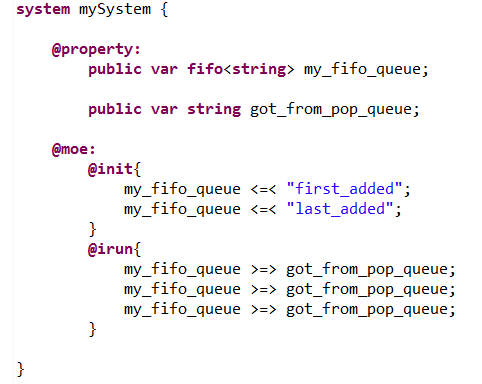 system mySystem {
@property:
public var fifo<string> my_fifo_queue;
public var string got_from_pop_queue;
@moe:
@init{
my_fifo_queue <=< "first_added";
my_fifo_queue <=< "last_added";
}
@irun{
my_fifo_queue >=> got_from_pop_queue;
my_fifo_queue >=> got_from_pop_queue;
my_fifo_queue >=> got_from_pop_queue;
}
}